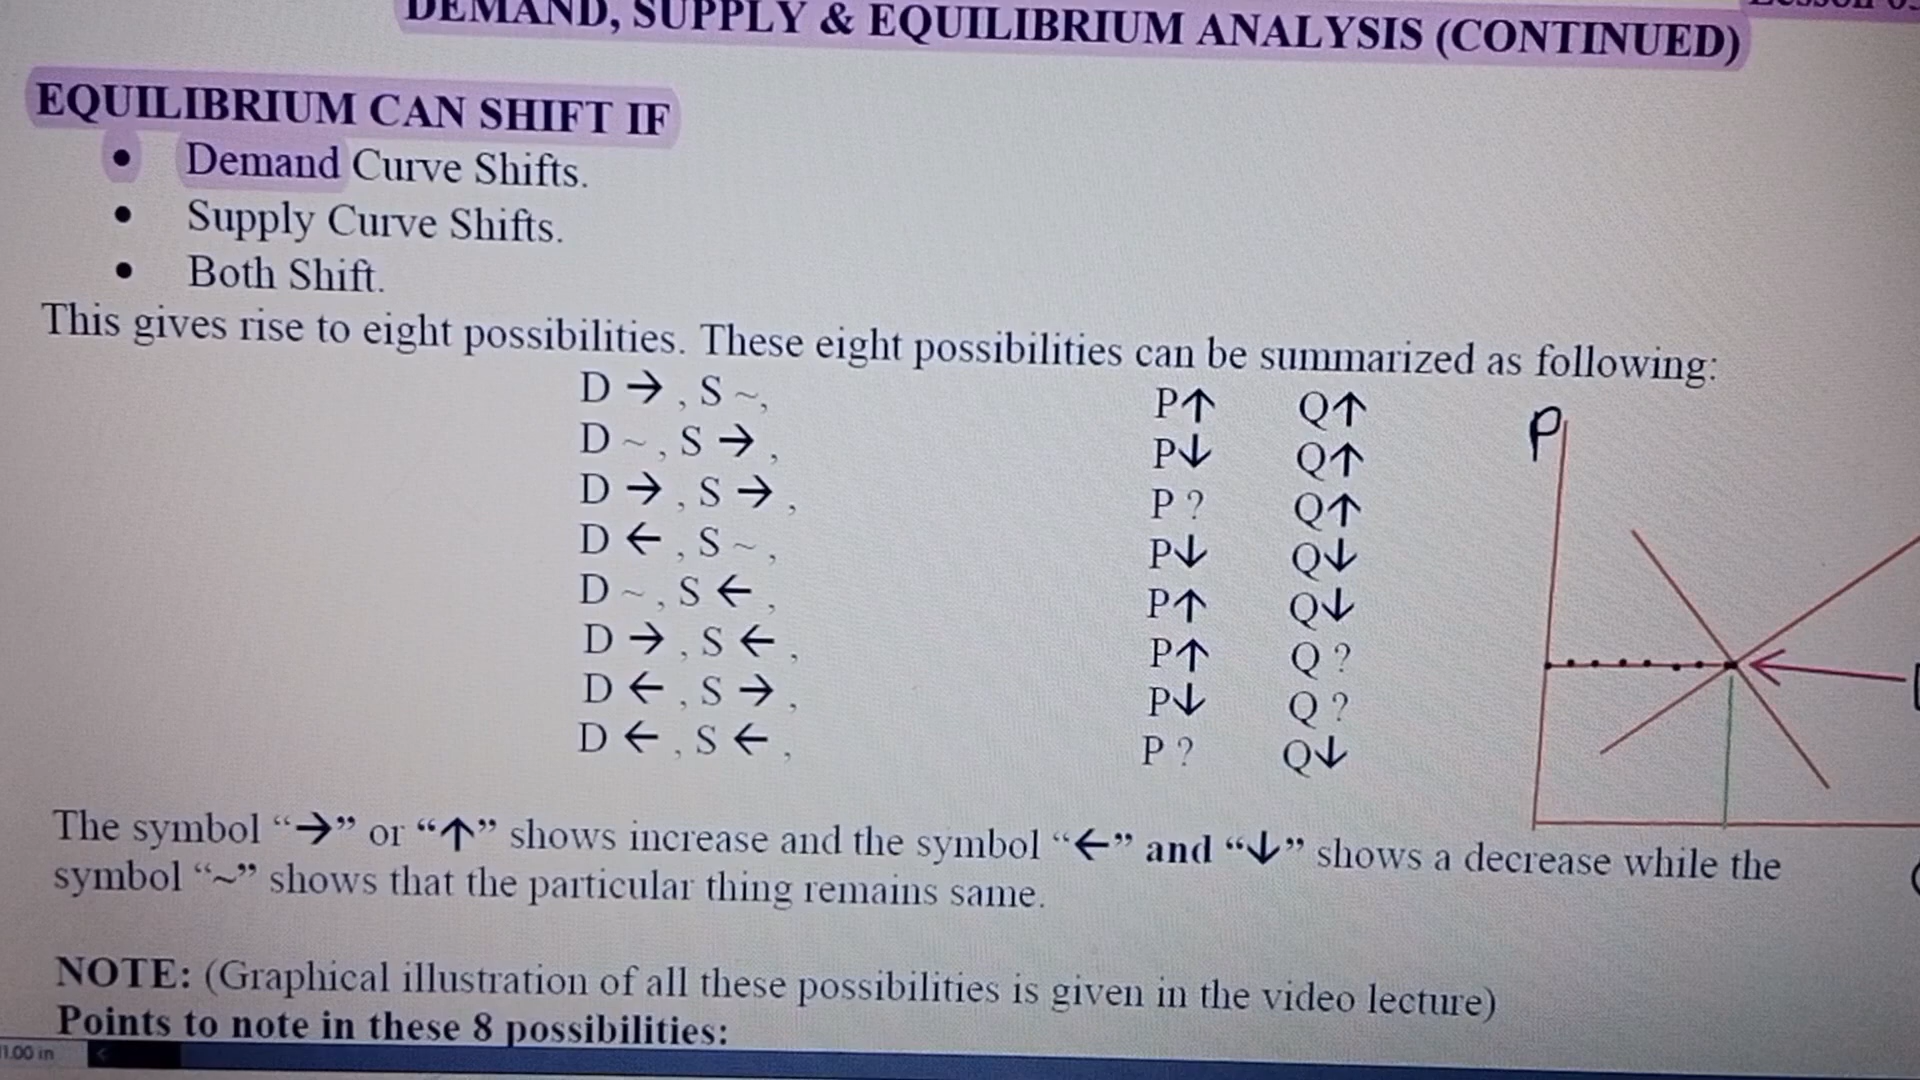 DEMAND, SUPPLY & EQUILIBRIUM ANALYSIS (CONTINUED)
EQUILIBRIUM CAN SHIFT IF
• Demand Curve Shifts.
• Supply Curve Shifts.
• Both Shift.
This gives rise to eight possibilities. These eight possibilities can be summarized as following:
D → , S ~, P↑ Q↑
D ~ , S → , P↓ Q↑
D → , S → , P ? Q↑
D ← , S ~ , P↓ Q↓
D ~ , S ← , P↑ Q↓
D → , S ← , P↑ Q ?
D ← , S → , P↓ Q ?
D ← , S ← , P ? Q↓
P
The symbol “→” or “↑” shows increase and the symbol “←” and “↓” shows a decrease while the
symbol “~” shows that the particular thing remains same.
NOTE: (Graphical illustration of all these possibilities is given in the video lecture)
Points to note in these 8 possibilities:
1.00 in